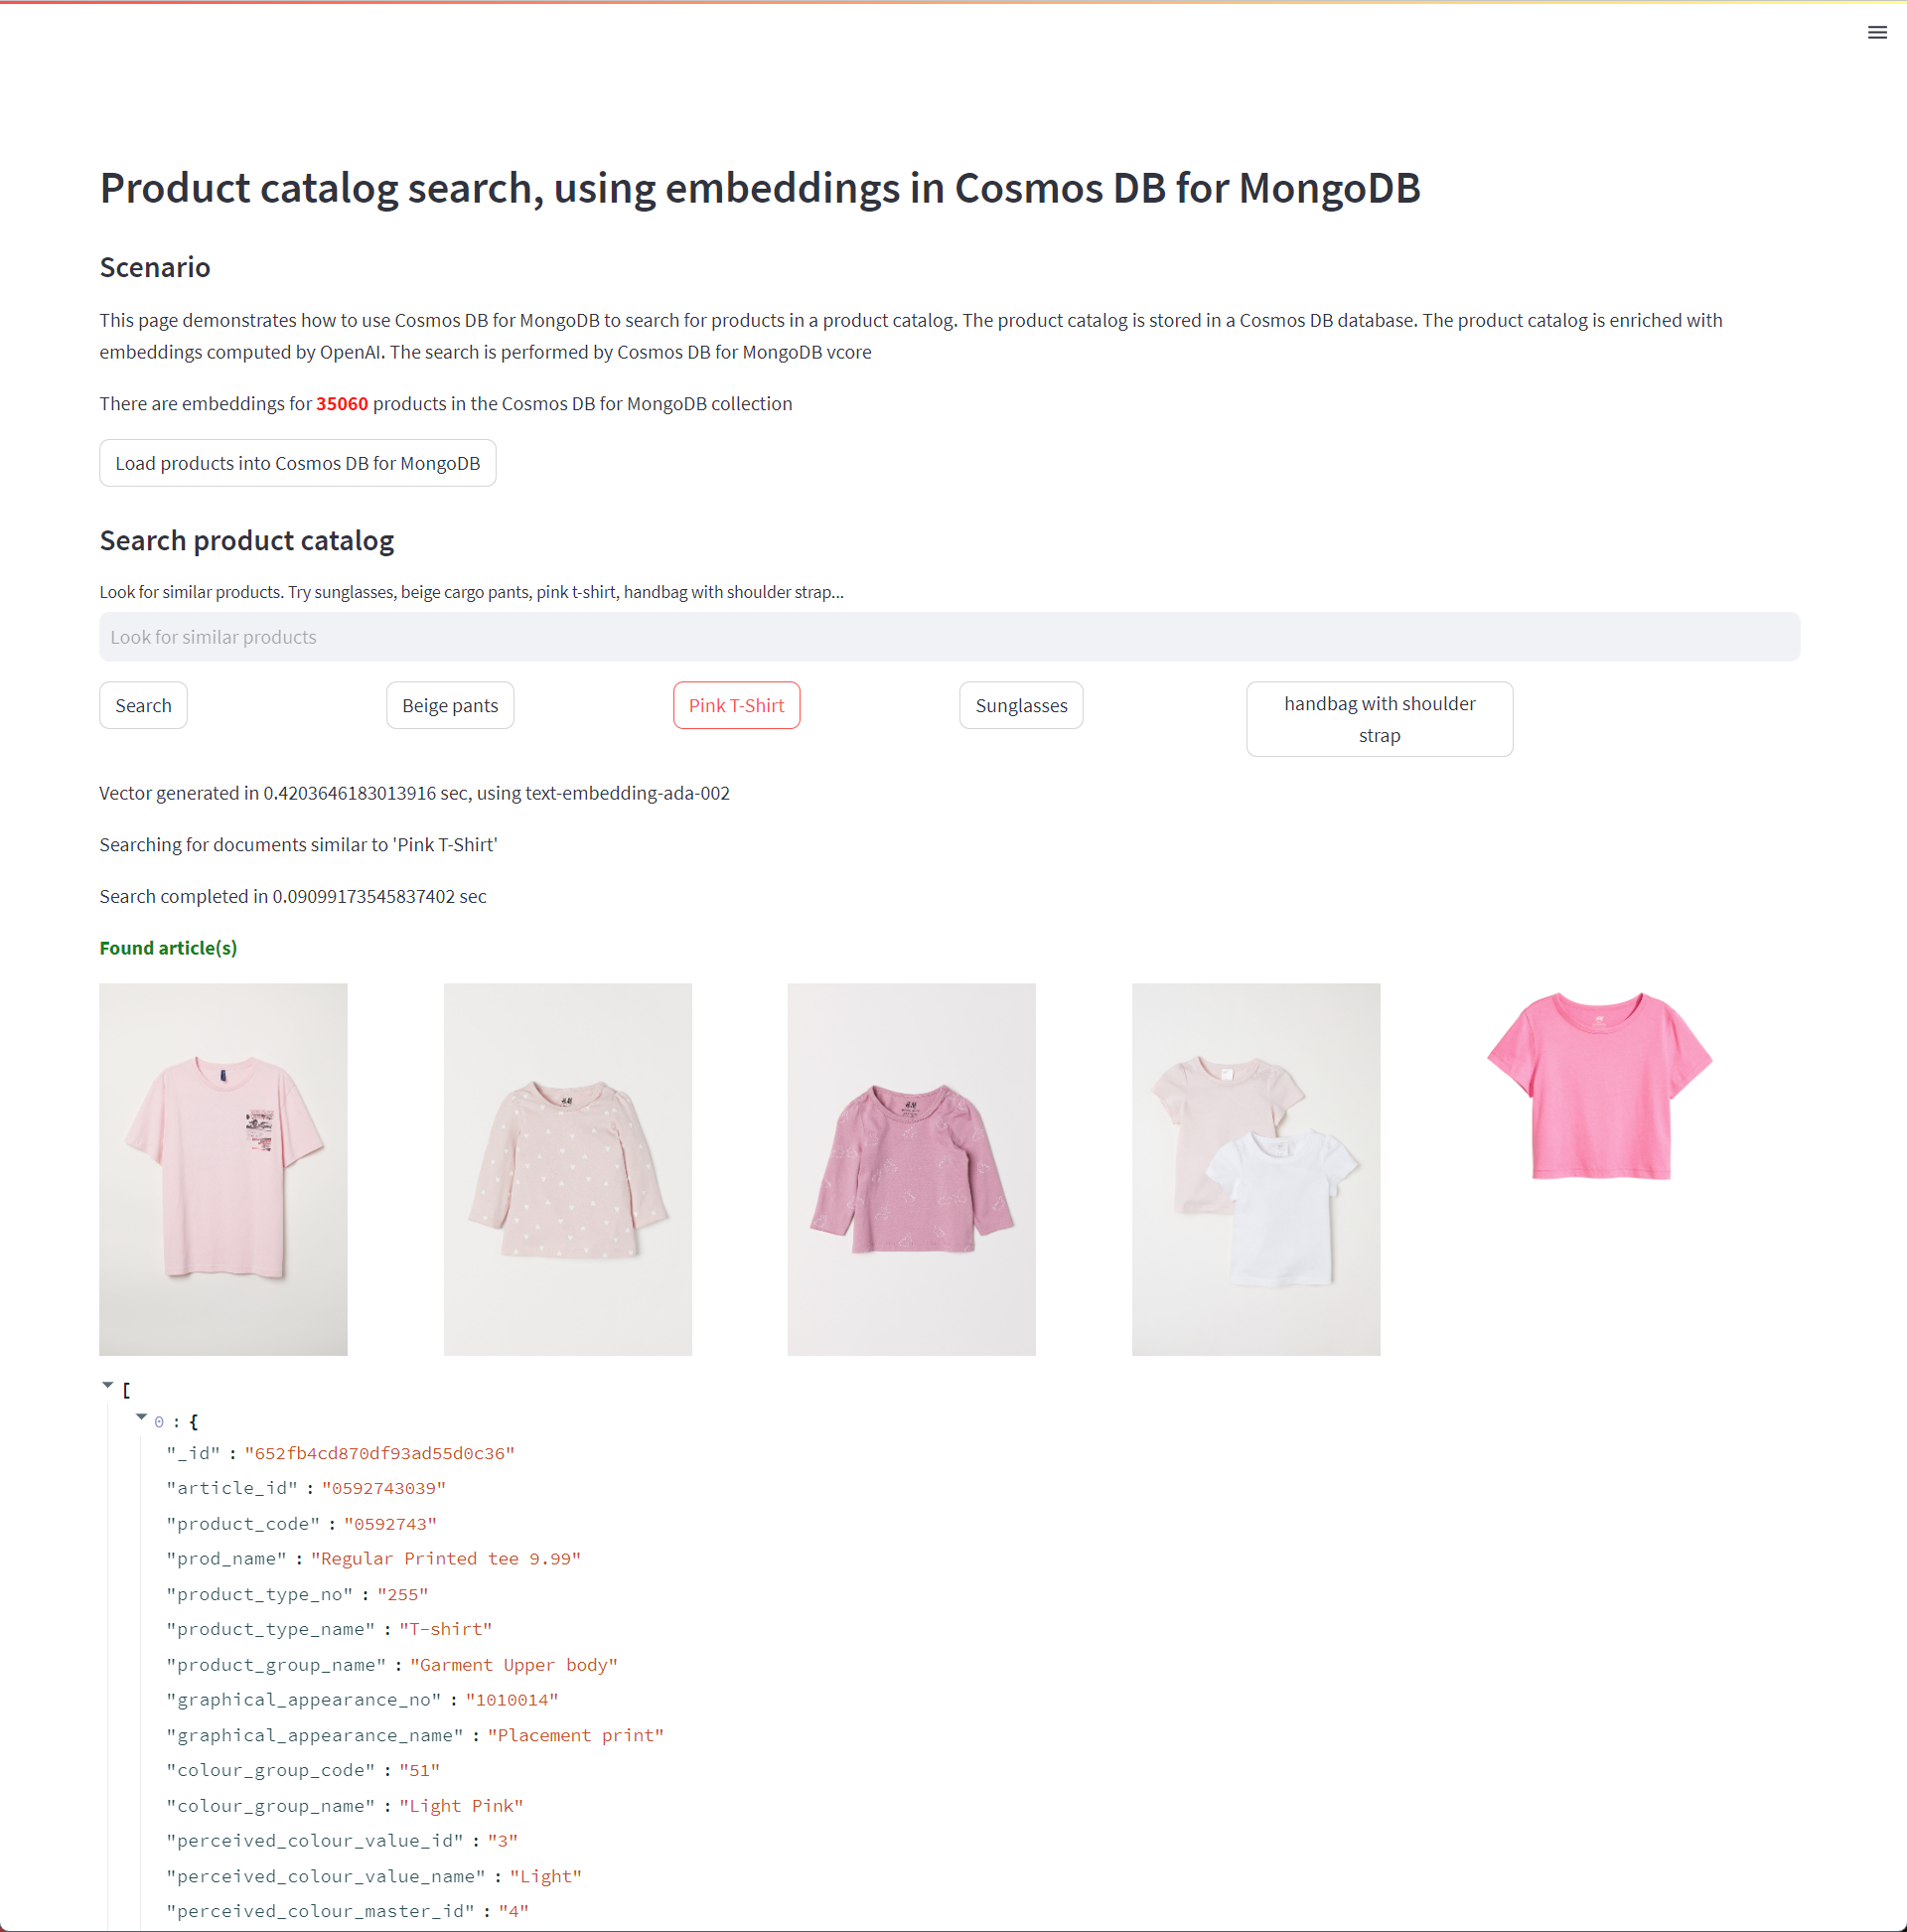 Product catalog search, using embeddings in Cosmos DB for MongoDB
Scenario
This page demonstrates how to use Cosmos DB for MongoDB to search for products in a product catalog. The product catalog is stored in a Cosmos DB database. The product catalog is enriched with
embeddings computed by OpenAI. The search is performed by Cosmos DB for MongoDB vcore
There are embeddings for 35060 products in the Cosmos DB for MongoDB collection
Load products into Cosmos DB for MongoDB
Search product catalog
Look for similar products. Try sunglasses, beige cargo pants, pink t-shirt, handbag with shoulder strap...
Look for similar products
Search
Beige pants
Pink T-Shirt
Sunglasses
handbag with shoulder
strap
Vector generated in 0.4203646183013916 sec, using text-embedding-ada-002
Searching for documents similar to 'Pink T-Shirt'
Search completed in 0.09099173545837402 sec
Found article(s)
H&M
H&M
[
0 : {
"_id" : "652fb4cd870df93ad55d0c36"
"article_id" : "0592743039"
"product_code" : "0592743"
"prod_name" : "Regular Printed tee 9.99"
"product_type_no" : "255"
"product_type_name" : "T-shirt"
"product_group_name" : "Garment Upper body"
"graphical_appearance_no" : "1010014"
"graphical_appearance_name" : "Placement print"
"colour_group_code" : "51"
"colour_group_name" : "Light Pink"
"perceived_colour_value_id" : "3"
"perceived_colour_value_name" : "Light"
"perceived_colour_master_id" : "4"